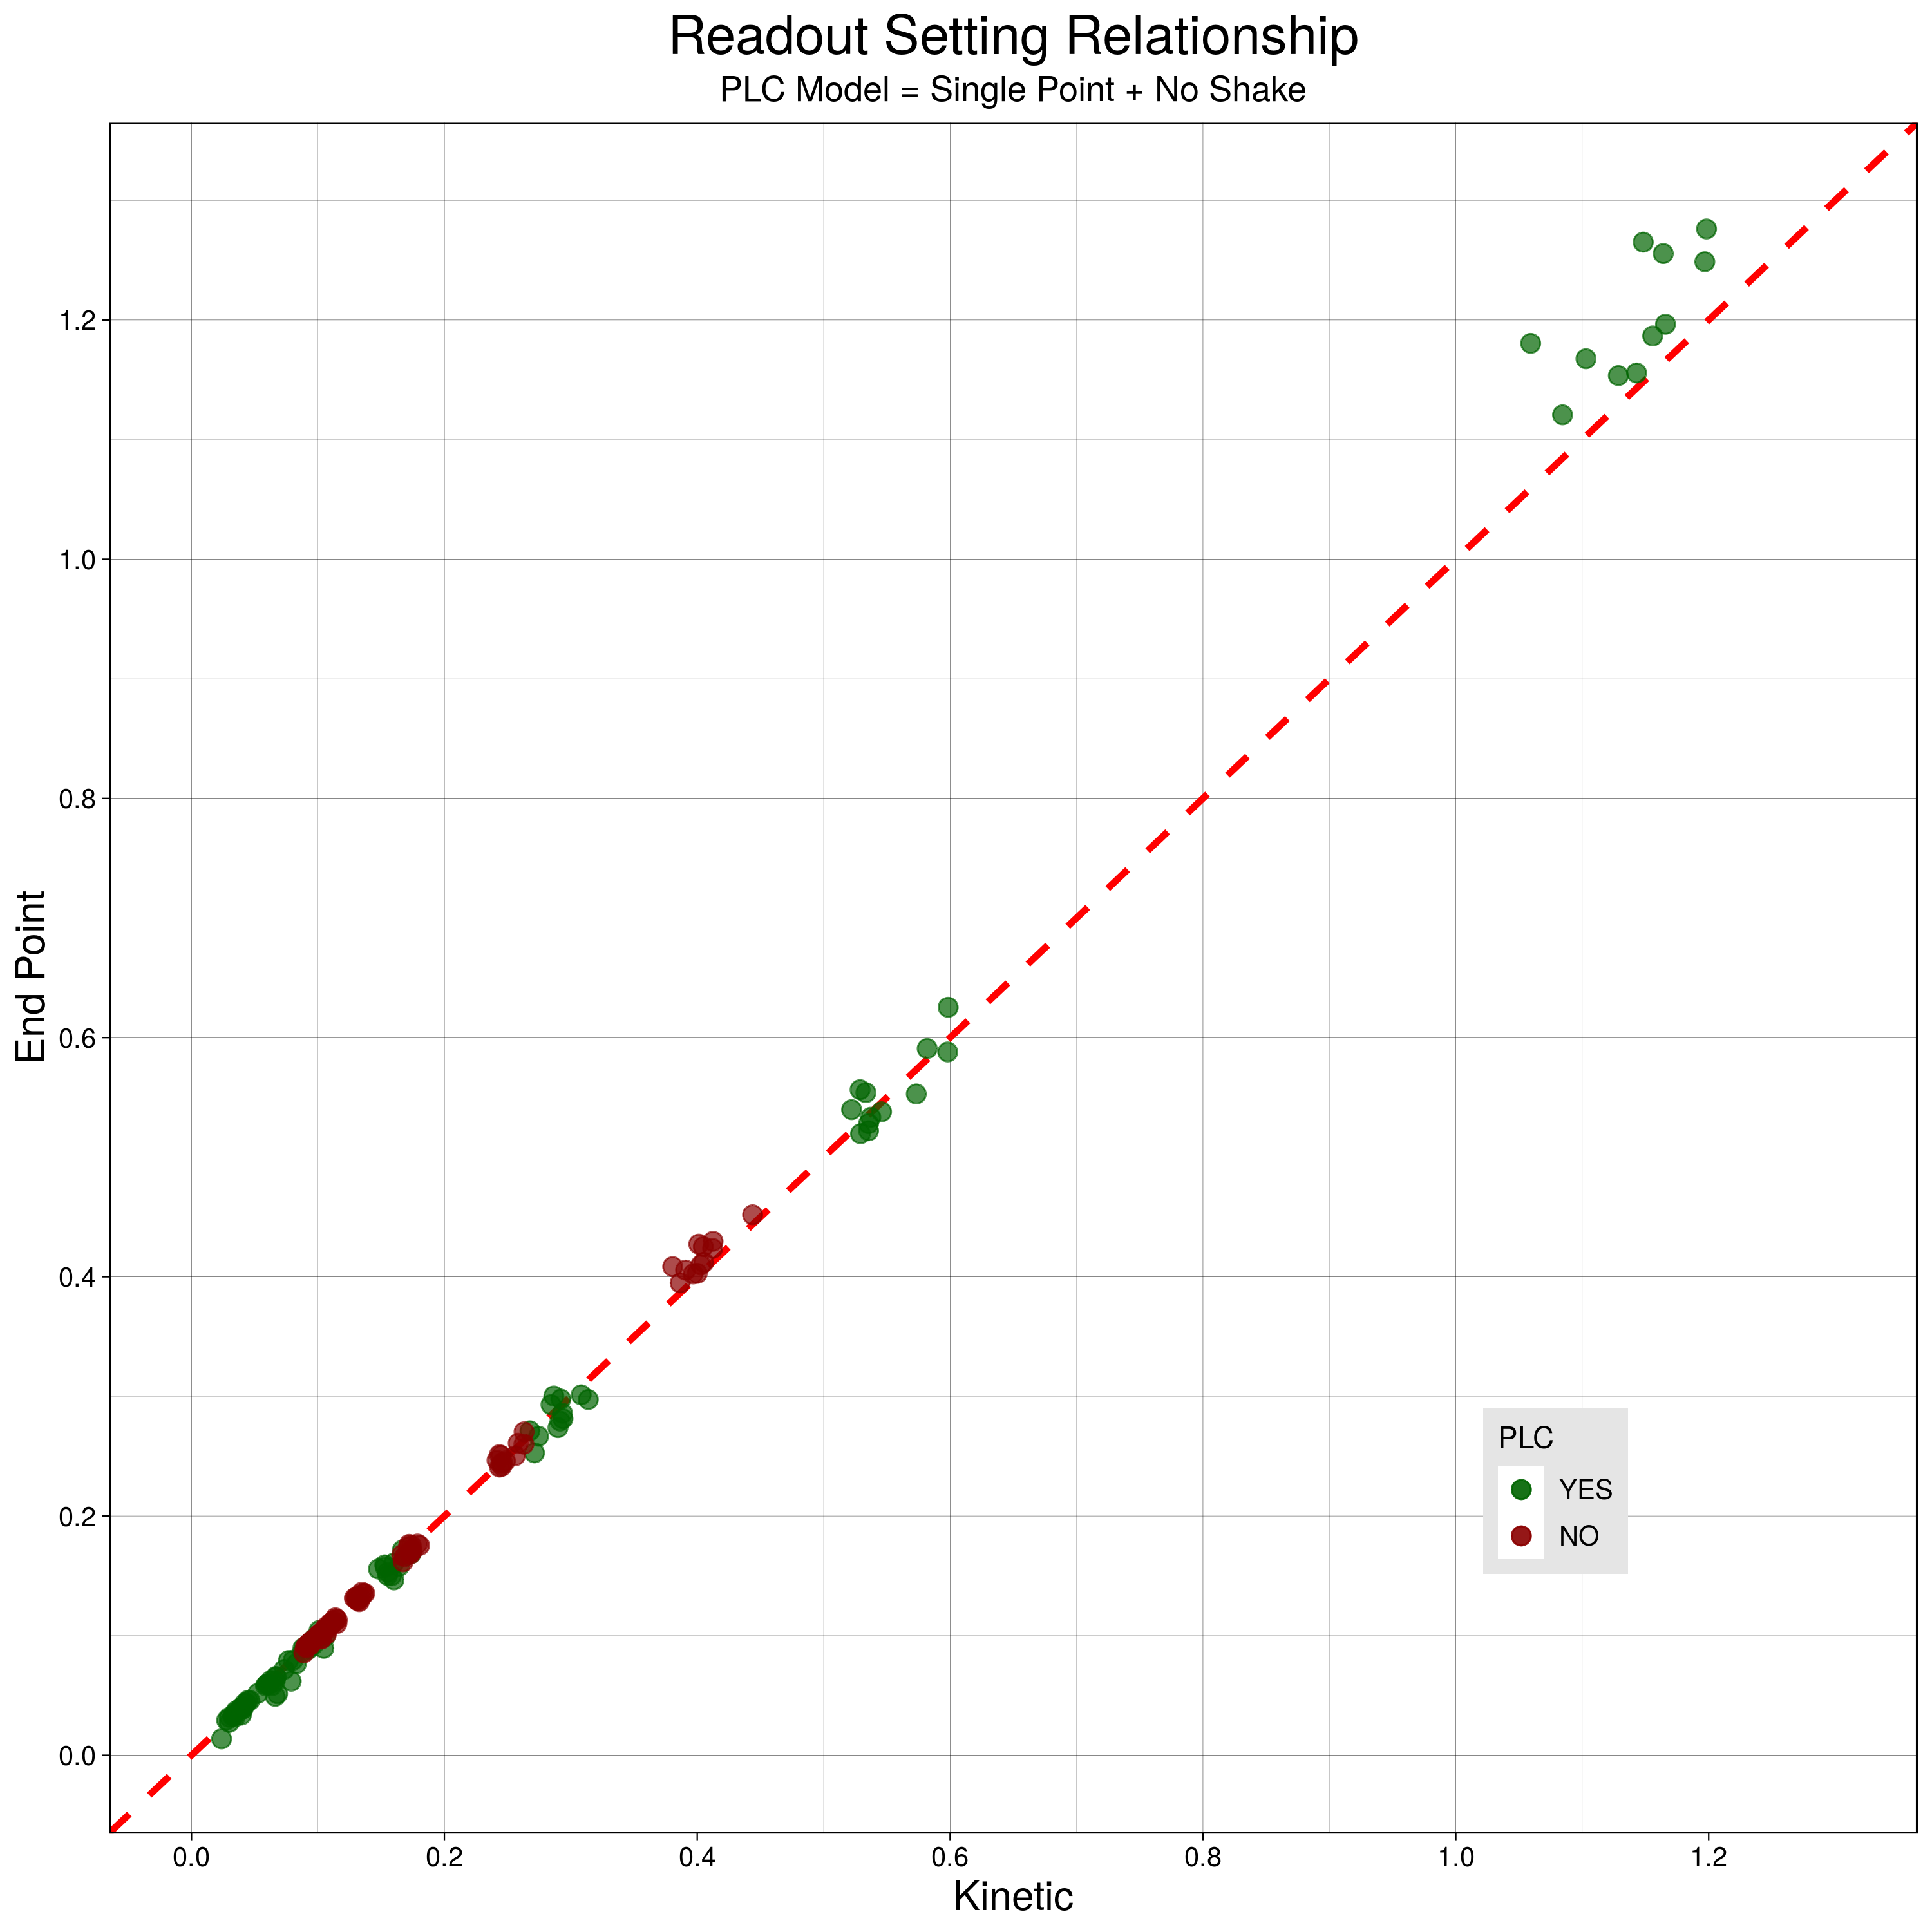 Readout Setting Relationship
PLC Model = Single Point + No Shake
End Point
1.2
1.0
0.8
0.6
0.4
0.2
0.0
PLC
YES
NO
0.0 0.2 0.4 0.6 0.8 1.0 1.2
Kinetic